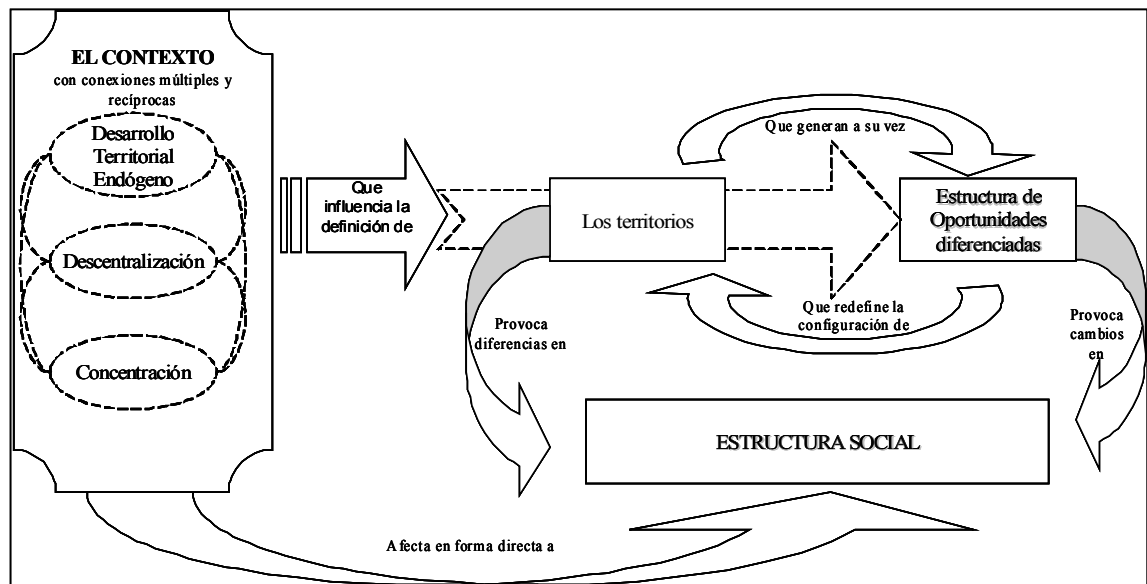 EL CONTEXTO
con conexiones múltiples y
recíprocas
Desarrollo
Territorial
Endógeno
Descentralización
Concentración
Que
influencia la
definición de
Los territorios
Que generan a su vez
Estructura de
Oportunidades
diferenciadas
Que redefine la
configuración de
Provoca
diferencias en
Provoca
cambios
en
ESTRUCTURA SOCIAL
Afecta en forma directa a